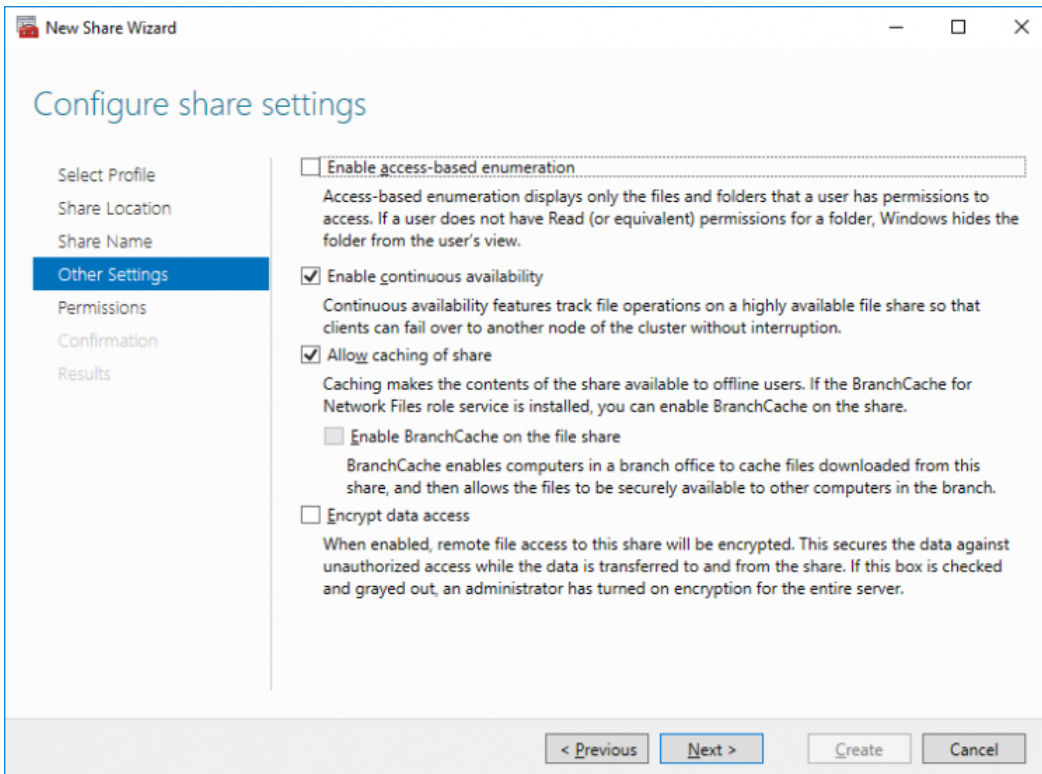 New Share Wizard
Configure share settings
Select Profile
Share Location
Share Name
Other Settings
Permissions
Confirmation
Results
Enable access-based enumeration
Access-based enumeration displays only the files and folders that a user has permissions to
access. If a user does not have Read (or equivalent) permissions for a folder, Windows hides the
folder from the user's view.
Enable continuous availability
Continuous availability features track file operations on a highly available file share so that
clients can fail over to another node of the cluster without interruption.
Allow caching of share
Caching makes the contents of the share available to offline users. If the BranchCache for
Network Files role service is installed, you can enable BranchCache on the share.
Enable BranchCache on the file share
BranchCache enables computers in a branch office to cache files downloaded from this
share, and then allows the files to be securely available to other computers in the branch.
Encrypt data access
When enabled, remote file access to this share will be encrypted. This secures the data against
unauthorized access while the data is transferred to and from the share. If this box is checked
and grayed out, an administrator has turned on encryption for the entire server.
< Previous
Next >
Create
Cancel